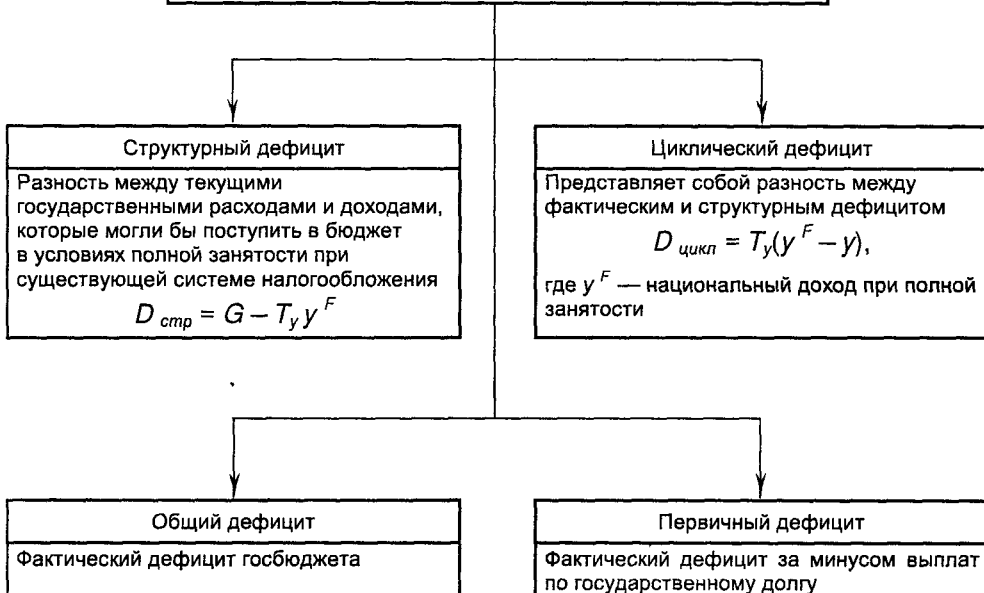 Структурный дефицит
Разность между текущими
государственными расходами и доходами,
которые могли бы поступить в бюджет
в условиях полной занятости при
существующей системе налогообложения
D стр = G – Ty y F
Циклический дефицит
Представляет собой разность между
фактическим и структурным дефицитом
D цикл = Ty(y F – y),
где y F — национальный доход при полной
занятости
Общий дефицит
Фактический дефицит госбюджета
Первичный дефицит
Фактический дефицит за минусом выплат
по государственному долгу